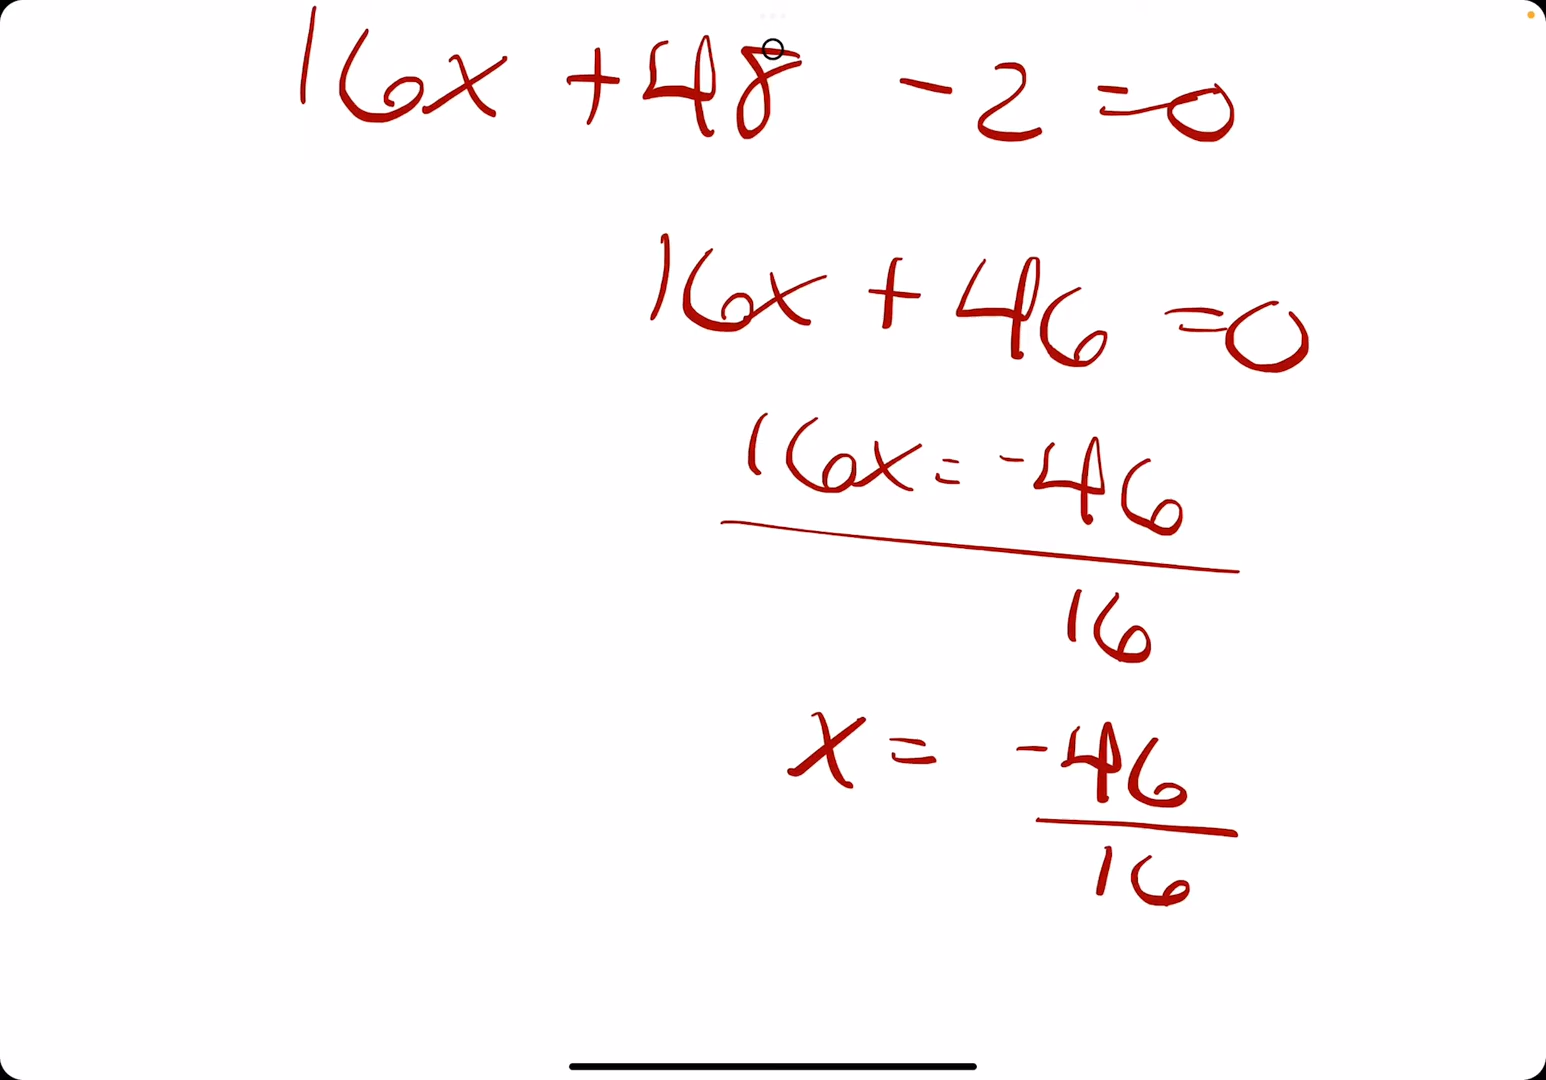 16x + 48 - 2 = 0
16x + 46 = 0
16x = -46
16
x = -46
16